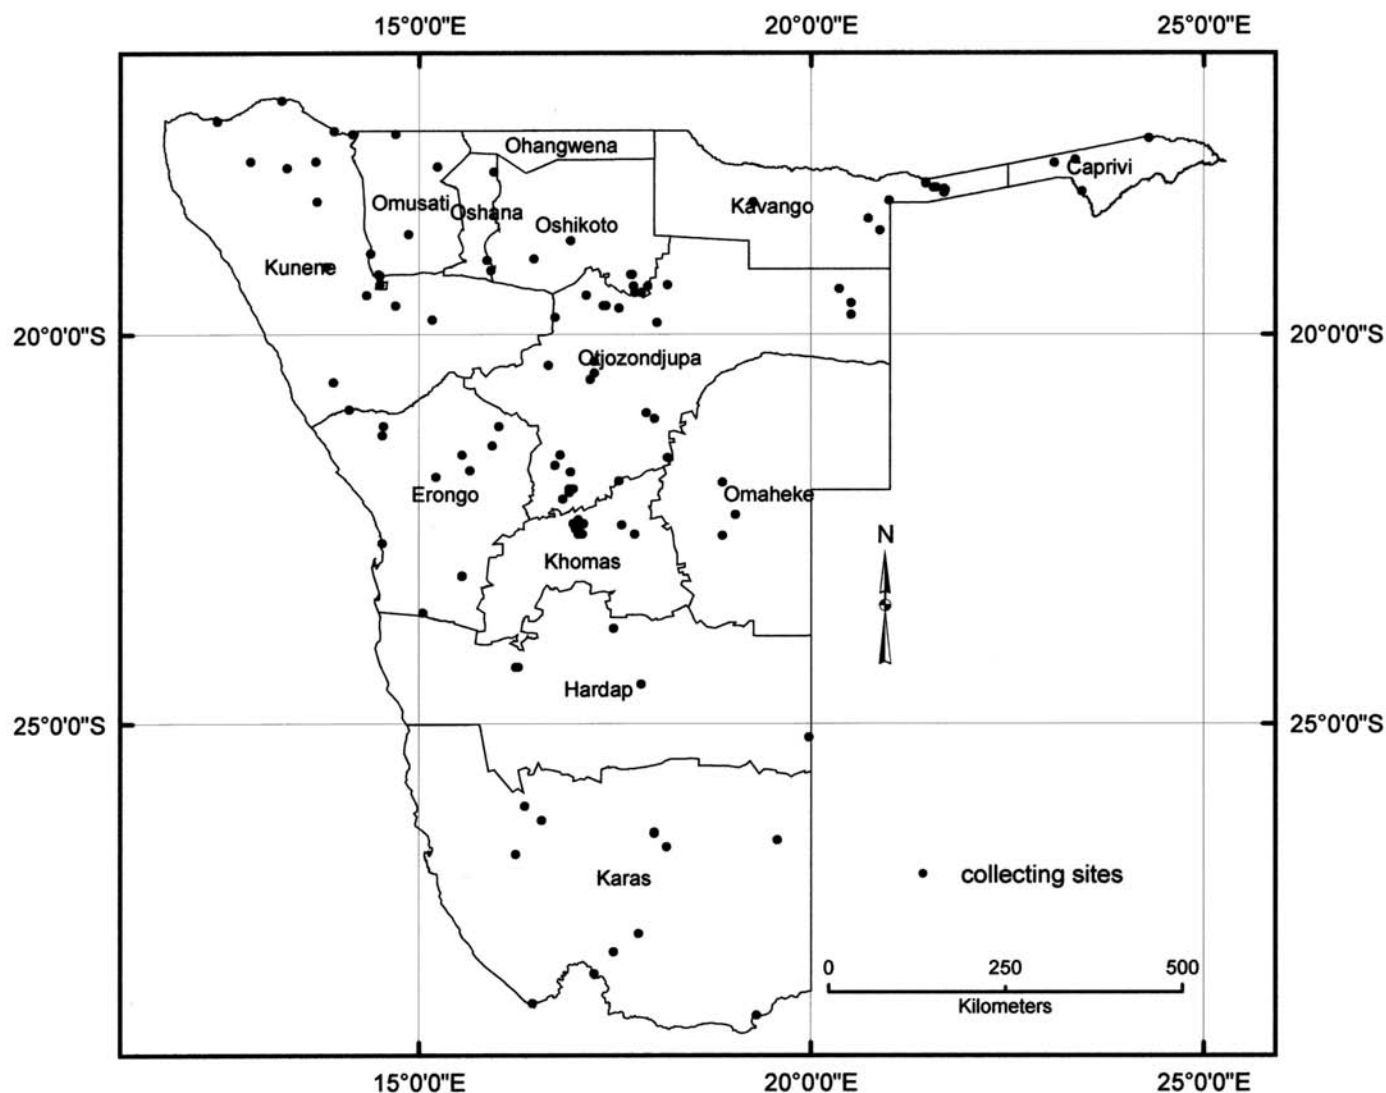 15°0'0"E 20°0'0"E 25°0'0"E
Ohangwena
Caprivi
Omusati
Oshana
Kavango
Oshikoto
Kunene
20°0'0"S 20°0'0"S
Otjozondjupa
Erongo
Omaheke
N
Khomas
Hardap
25°0'0"S 25°0'0"S
Karas
collecting sites
0 250 500
Kilometers
15°0'0"E 20°0'0"E 25°0'0"E